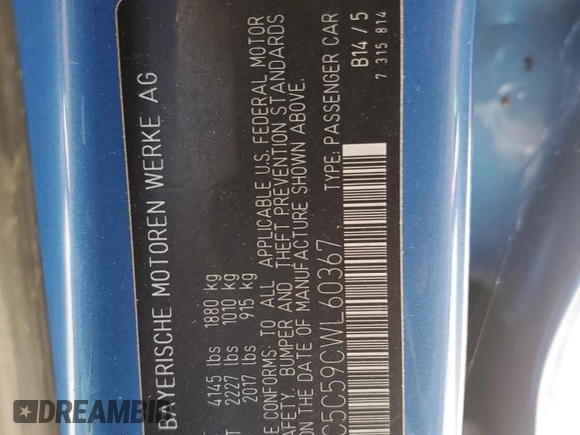 BAYERISCHE MOTOREN WERKE AG
4145 lbs 1880 kg
2227 lbs 1010 kg
2017 lbs 915 kg
CONFORMS TO ALL APPLICABLE U.S. FEDERAL MOTOR
SAFETY, BUMPER AND THEFT PREVENTION STANDARDS
ON THE DATE OF MANUFACTURE SHOWN ABOVE.
C5C59CWL60367 TYPE: PASSENGER CAR
B14 / 5
7 315 814
DREAMBID